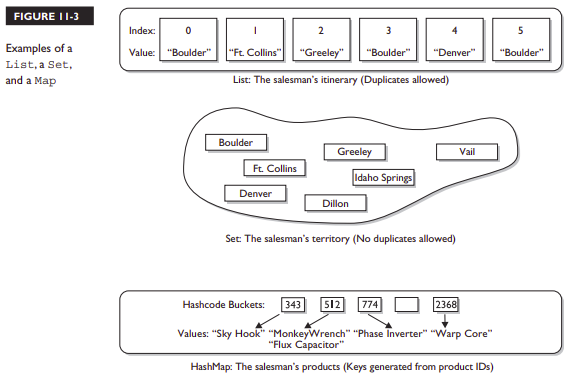 FIGURE 11-3
Examples of a
List, a Set,
and a Map
Index: 0 1 2 3 4 5
Value: “Boulder” “Ft. Collins” “Greeley” “Boulder” “Denver” “Boulder”
List: The salesman’s itinerary (Duplicates allowed)
Boulder
Greeley
Vail
Ft. Collins
Idaho Springs
Denver
Dillon
Set: The salesman’s territory (No duplicates allowed)
Hashcode Buckets: 343 512 774 2368
Values: “Sky Hook” “MonkeyWrench” “Phase Inverter” “Warp Core”
“Flux Capacitor”
HashMap: The salesman’s products (Keys generated from product IDs)